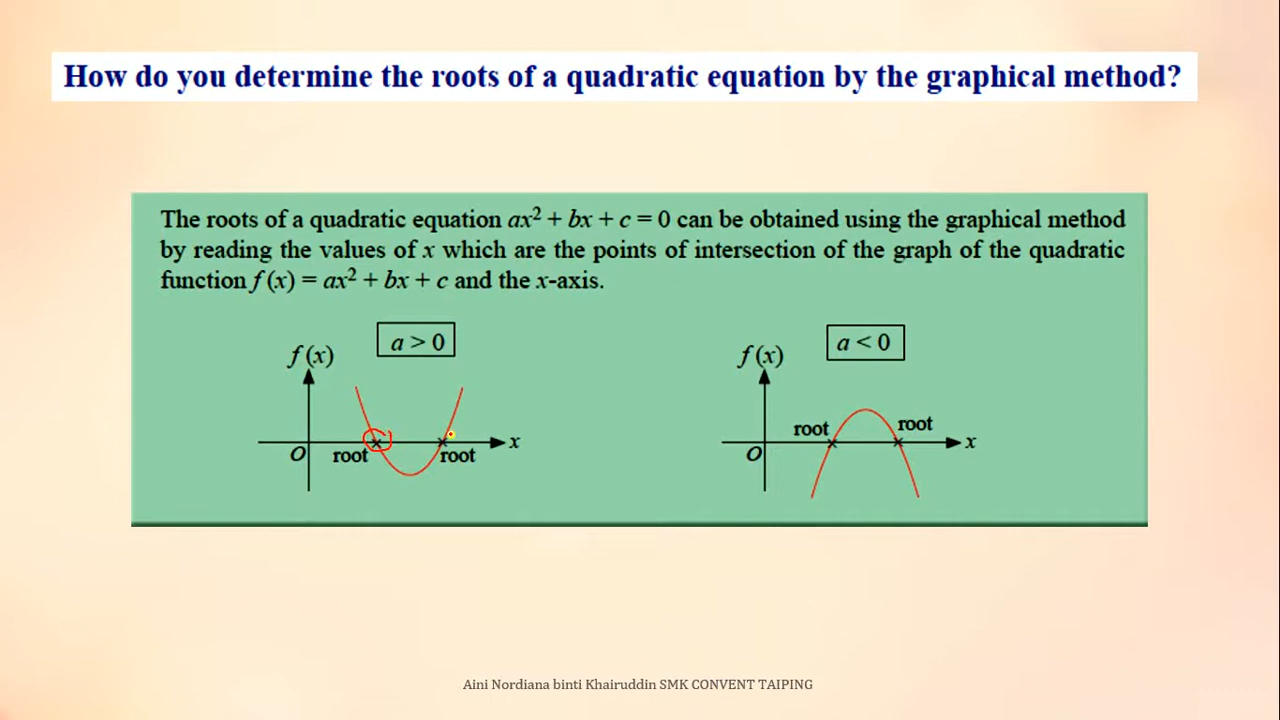 How do you determine the roots of a quadratic equation by the graphical method?
The roots of a quadratic equation ax² + bx + c = 0 can be obtained using the graphical method
by reading the values of x which are the points of intersection of the graph of the quadratic
function f (x) = ax² + bx + c and the x-axis.
a > 0
f (x)
O
root
root
x
a < 0
f (x)
root
root
O
x
Aini Nordiana binti Khairuddin SMK CONVENT TAIPING